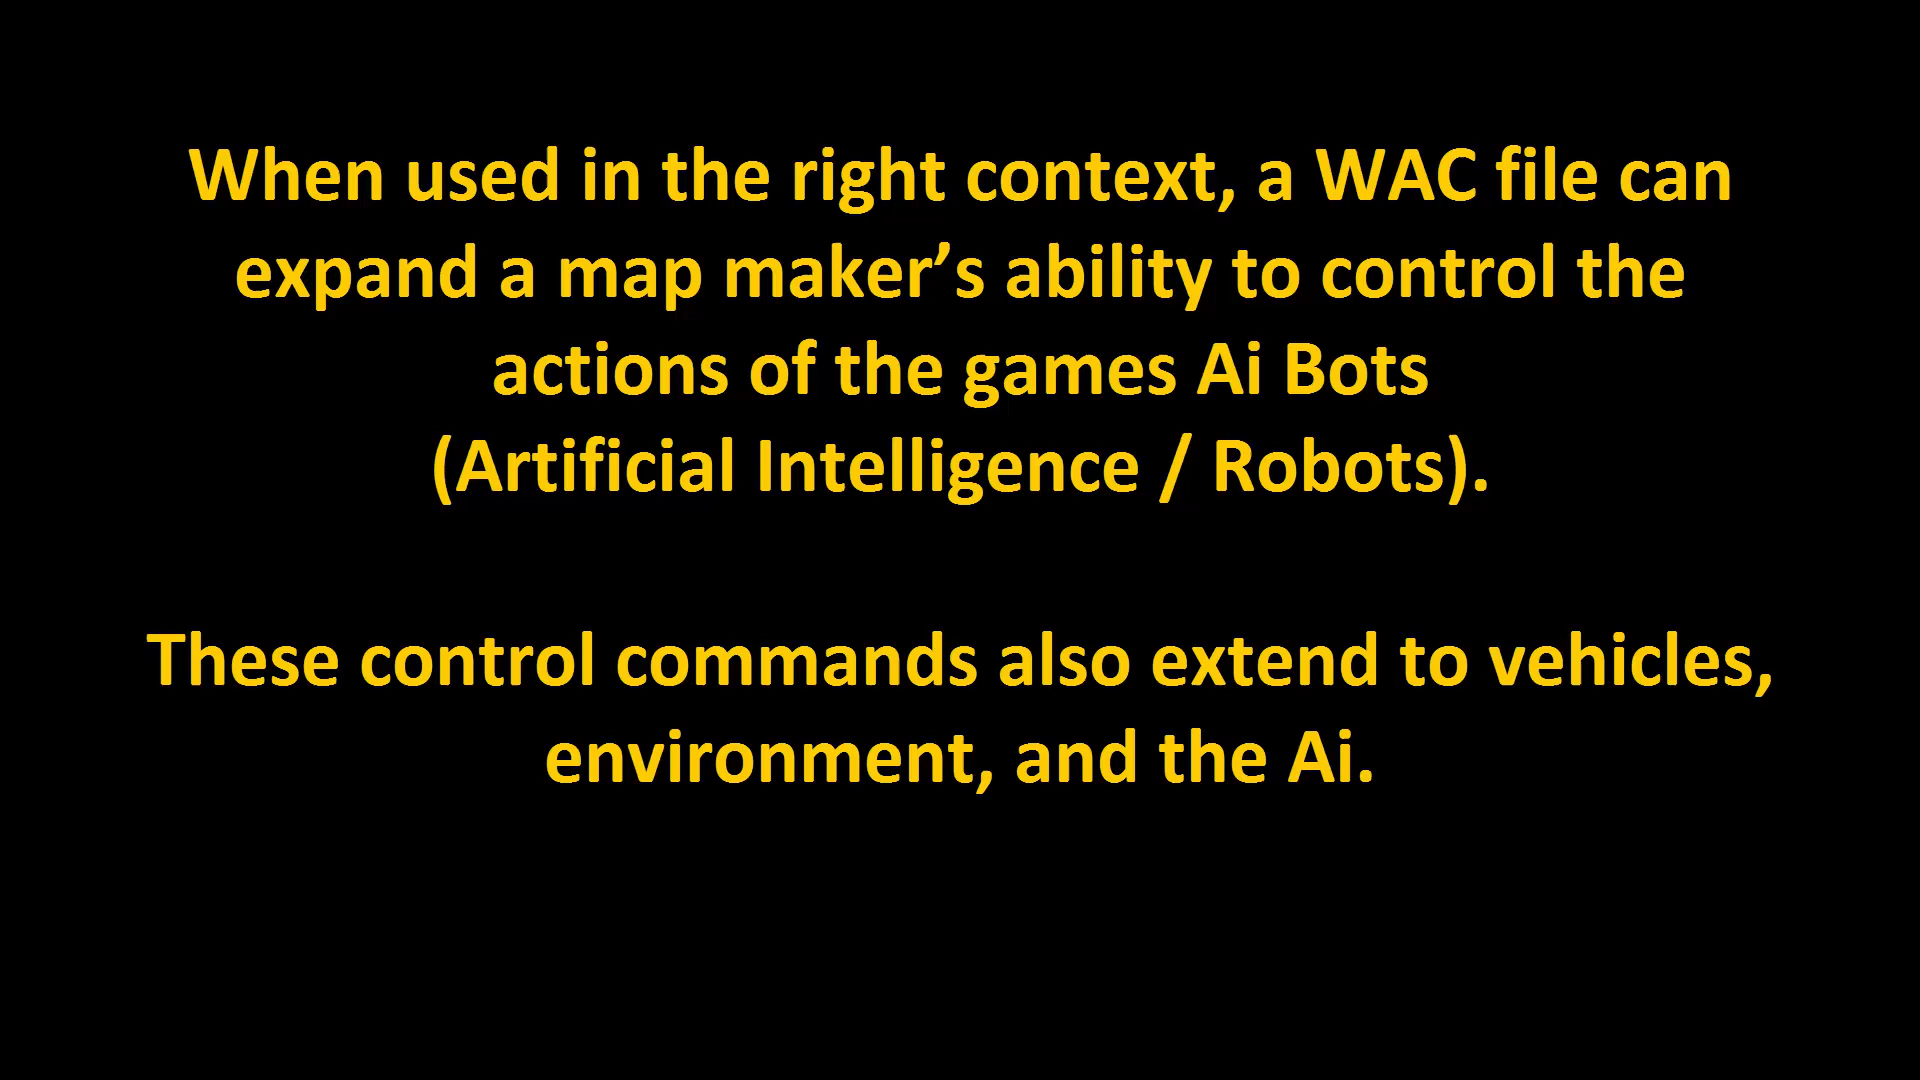 When used in the right context, a WAC file can
expand a map maker’s ability to control the
actions of the games Ai Bots
(Artificial Intelligence / Robots).
These control commands also extend to vehicles,
environment, and the Ai.